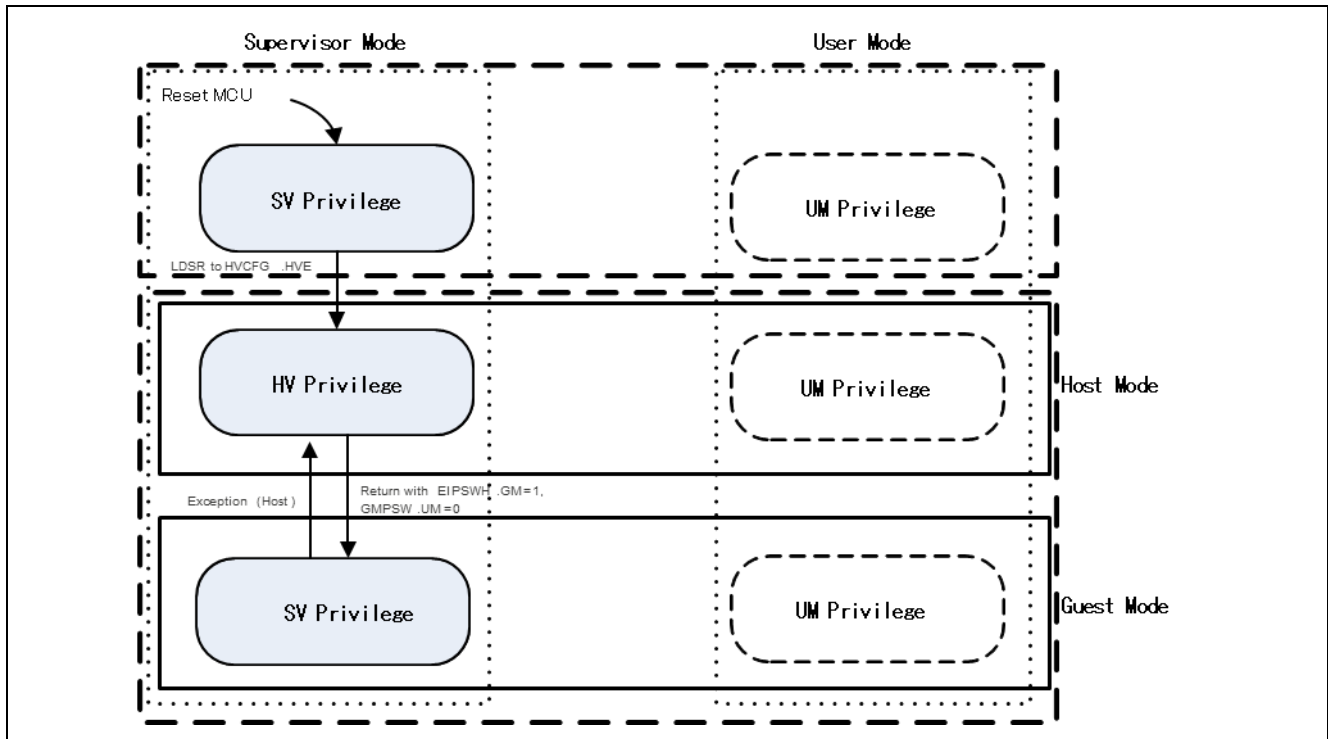 Supervisor Mode
User Mode
Reset MCU
SV Privilege
UM Privilege
LDSR to HVCFG .HVE
HV Privilege
UM Privilege
Host Mode
Exception (Host)
Return with EIPSWH .GM=1,
GMPSW .UM=0
SV Privilege
UM Privilege
Guest Mode